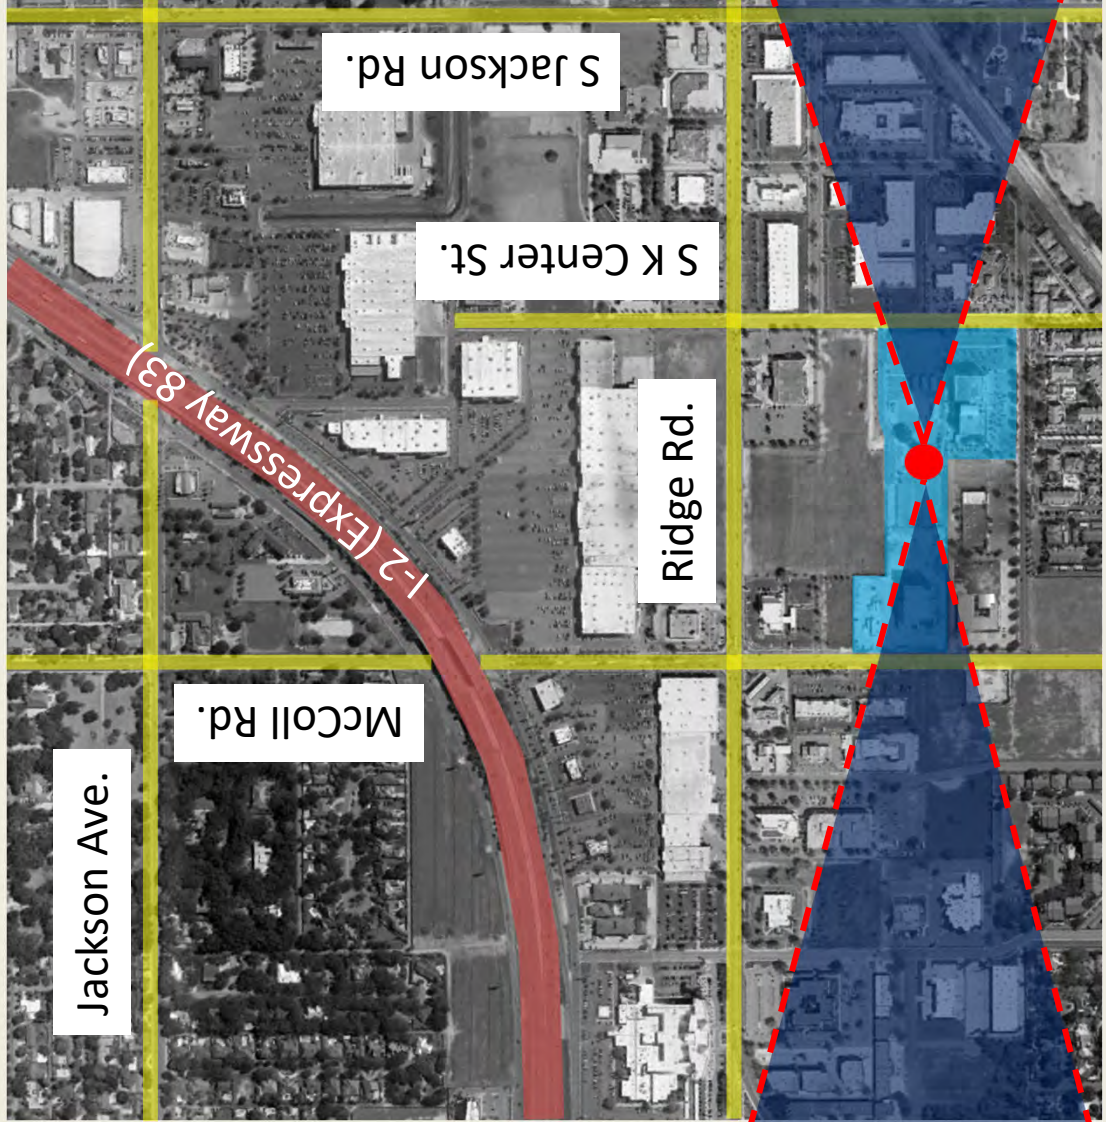 S Jackson Rd.
S K Center St.
I-2 (Expressway 83)
Ridge Rd.
McColl Rd.
Jackson Ave.